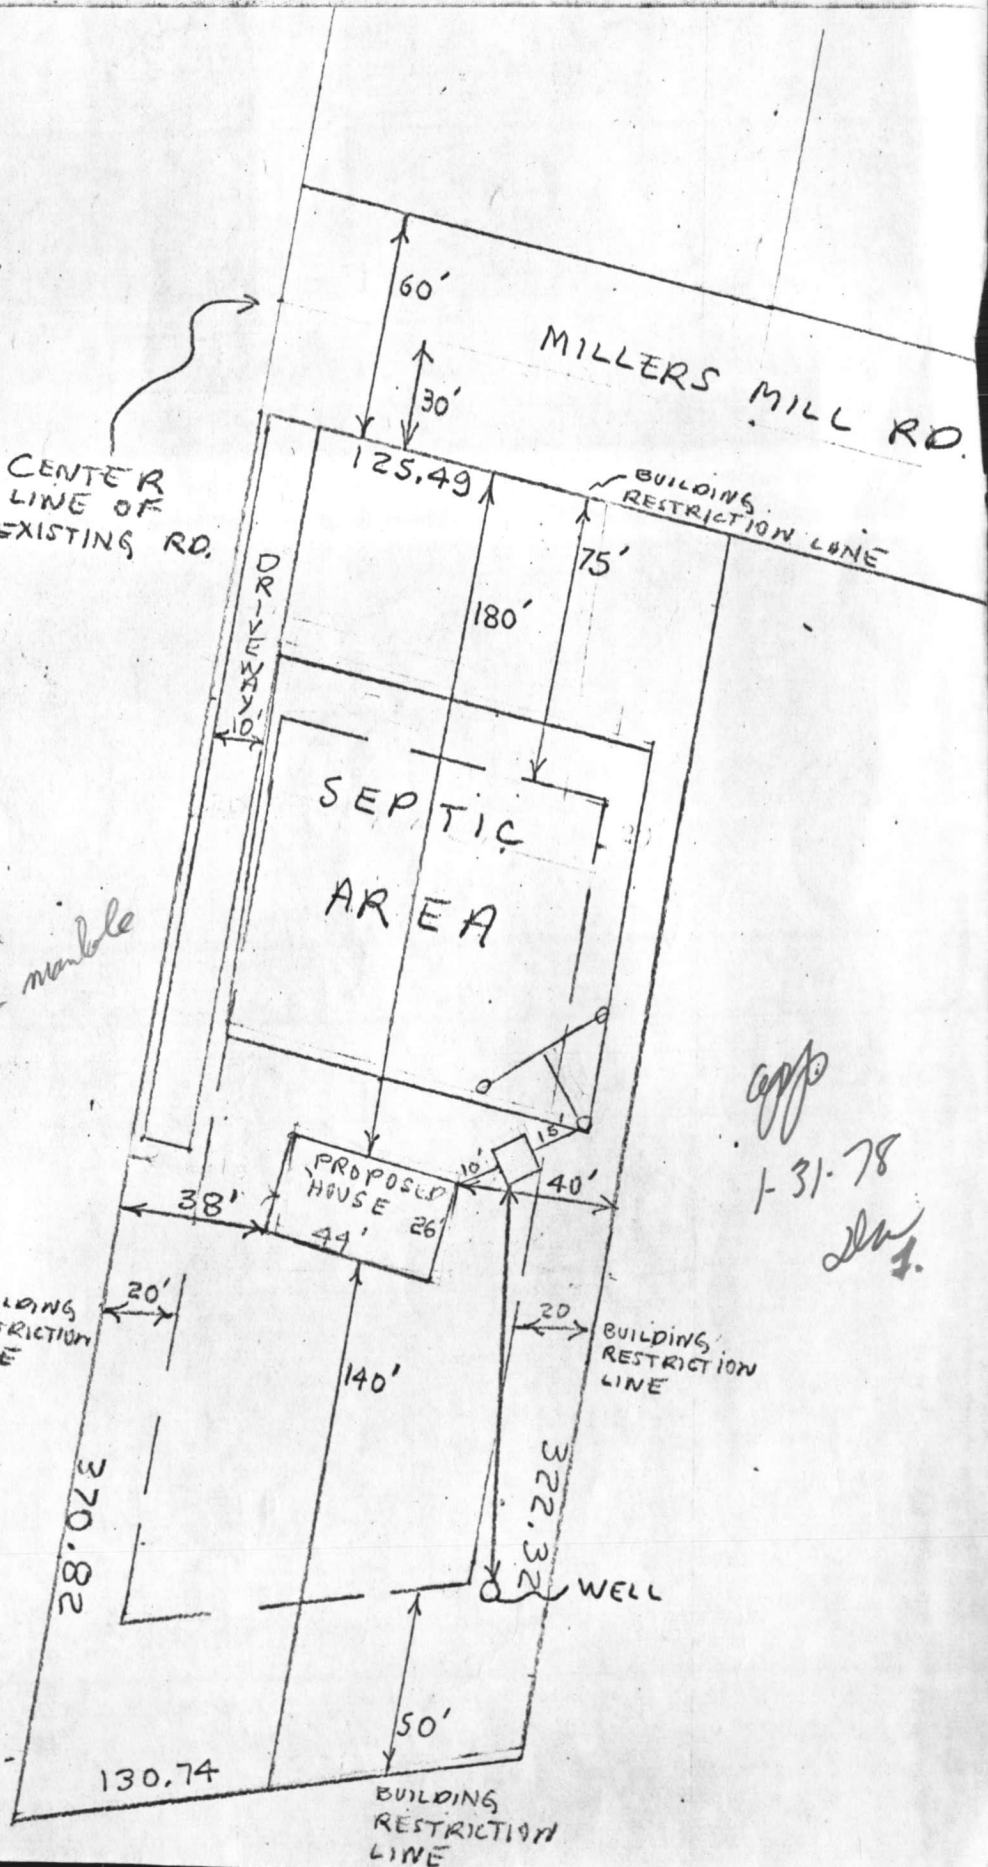 60'
MILLERS MILL RD.
30'
CENTER
LINE OF
EXISTING RD.
125.49
BUILDING
RESTRICTION LINE
75'
180'
DRIVEWAY
10'
SEPTIC
AREA
1-31-78
15'
10'
PROPOSED
HOUSE
26'
44'
38'
40'
20'
20
BUILDING
RESTRICTION
LINE
140'
370.82
322.32
WELL
50'
130.74
BUILDING
RESTRICTION
LINE